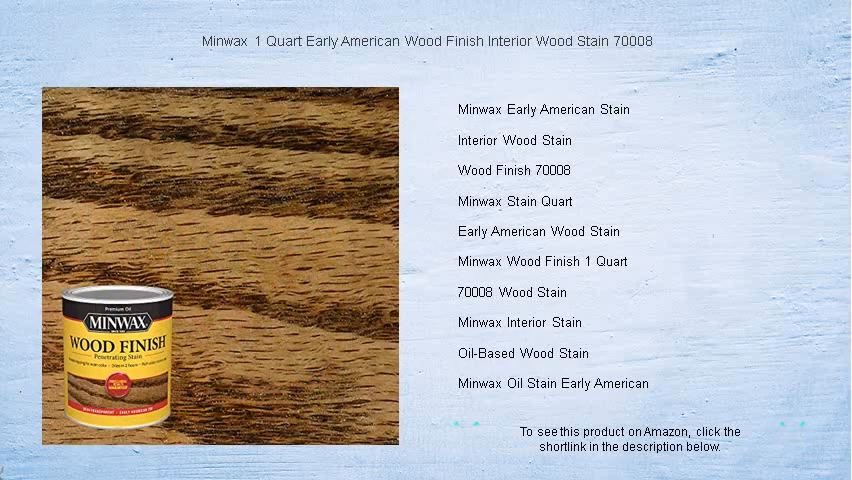 Minwax 1 Quart Early American Wood Finish Interior Wood Stain 70008
Minwax Early American Stain
Interior Wood Stain
Wood Finish 70008
Minwax Stain Quart
Early American Wood Stain
Minwax Wood Finish 1 Quart
70008 Wood Stain
Minwax Interior Stain
Oil-Based Wood Stain
Minwax Oil Stain Early American
To see this product on Amazon, click the
shortlink in the description below.
Premium Oil
MINWAX
WOOD FINISH
Penetrating Stain